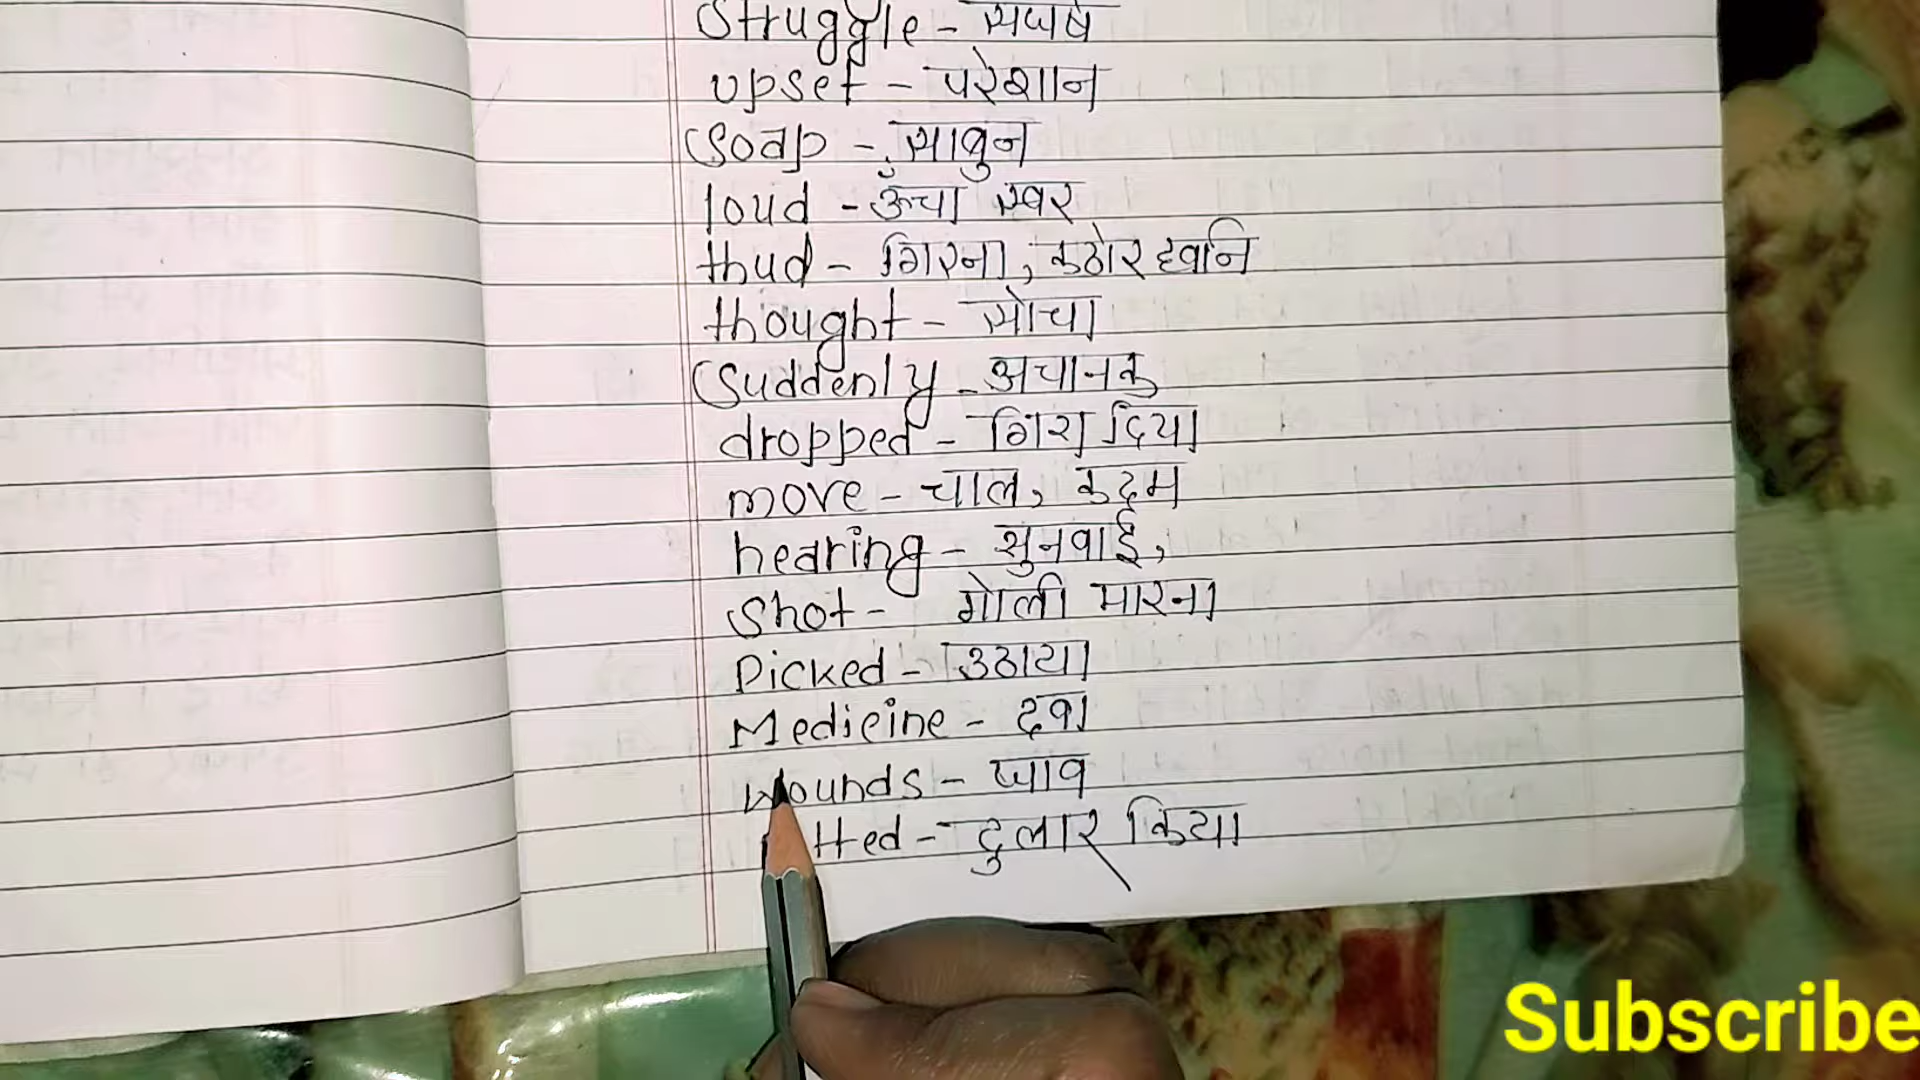 Struggle - संघर्ष
upset - परेशान
Soap - साबुन
loud - ऊँचा स्वर
thud - गिरना, कठोर ध्वनि
thought - सोचा
Suddenly - अचानक
dropped - गिरा दिया
move - चाल, कदम
hearing - सुनवाई,
Shot - गोली मारना
Picked - उठाया
Medicine - दवा
Wounds - घाव
tted - दुलार किया
Subscribe